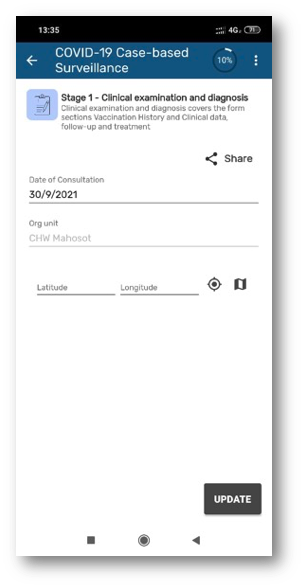 13:35
4G 71
COVID-19 Case-based
Surveillance
10%
Stage 1 - Clinical examination and diagnosis
Clinical examination and diagnosis covers the form
sections Vaccination History and Clinical data,
follow-up and treatment
Share
Date of Consultation
30/9/2021
Org unit
CHW Mahosot
Latitude Longitude
UPDATE